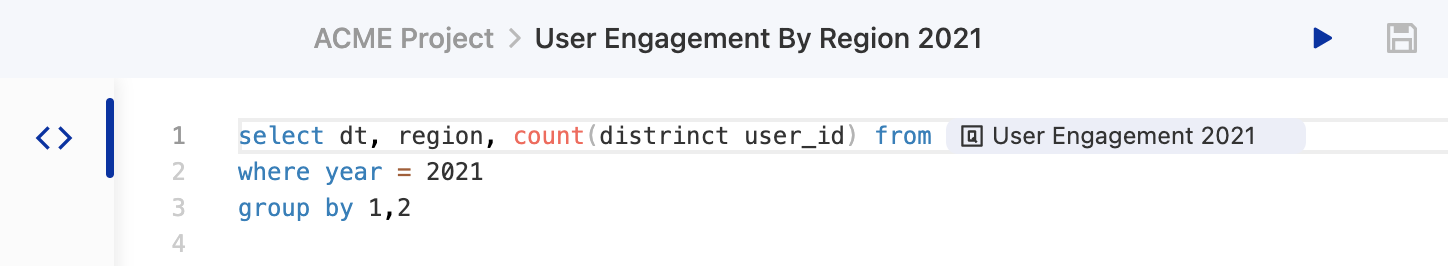 ACME Project > User Engagement By Region 2021
1 select dt, region, count(distrinct user_id) from User Engagement 2021
2 where year = 2021
3 group by 1,2
4